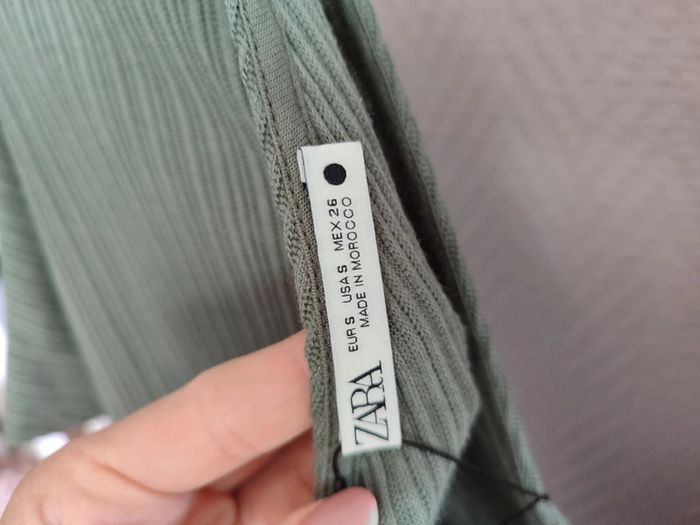 ZARA
EUR S USA S MEX 26
MADE IN MOROCCO